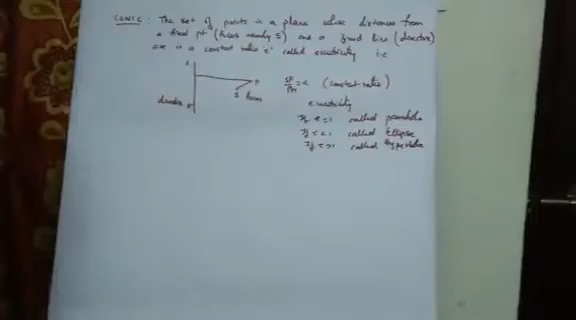 CONIC : The set of points in a plane whose distances from
a fixed pt (focus namely S) and a fixed line (directrix)
are in a constant ratio 'e' called eccentricity i.e
P
SP/PM = e (constant ratio)
S focus
directrix
eccentricity
If e=1 called parabola
If e<1 called Ellipse
If e>1 called Hyperbola